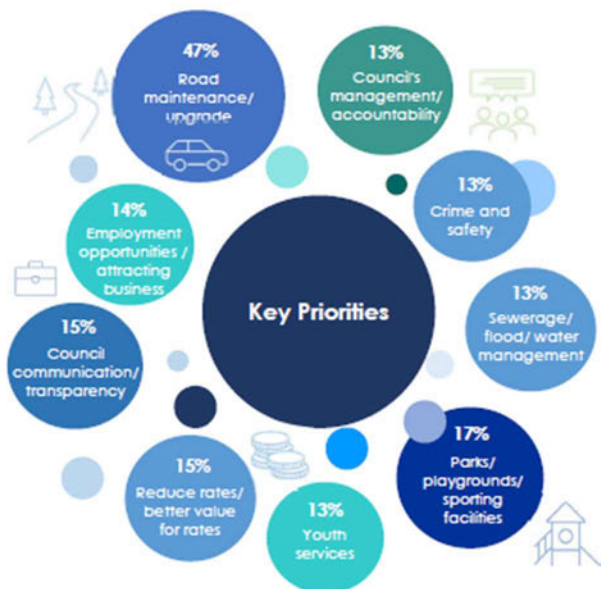 47%
Road
maintenance/
upgrade
13%
Council's
management/
accountability
13%
Crime and
safety
14%
Employment
opportunities /
attracting
business
Key Priorities
13%
Sewerage/
flood/ water
management
15%
Council
communication/
transparency
17%
Parks/
playgrounds/
sporting
facilities
15%
Reduce rates/
better value
for rates
13%
Youth
services